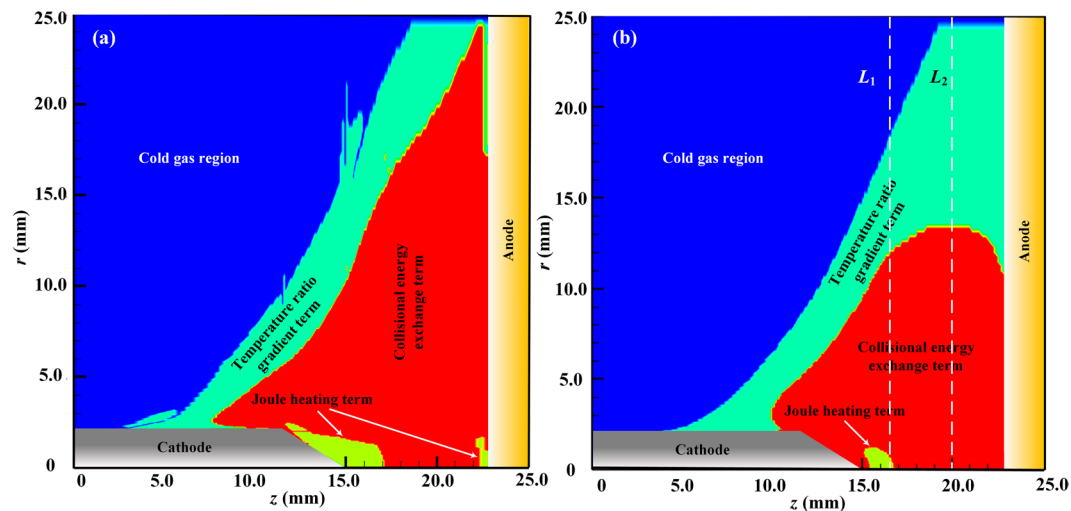 25.0
(a)
20.0
Cold gas region
15.0
r (mm)
10.0
Temperature ratio
gradient term
Collisional energy
exchange term
5.0
Joule heating term
Cathode
0
Anode
0
5.0
10.0
15.0
20.0
25.0
z (mm)
25.0
(b)
L1
L2
20.0
Cold gas region
15.0
r (mm)
Temperature ratio
gradient term
10.0
Collisional energy
exchange term
5.0
Joule heating term
Cathode
0
Anode
0
5.0
10.0
15.0
20.0
25.0
z (mm)